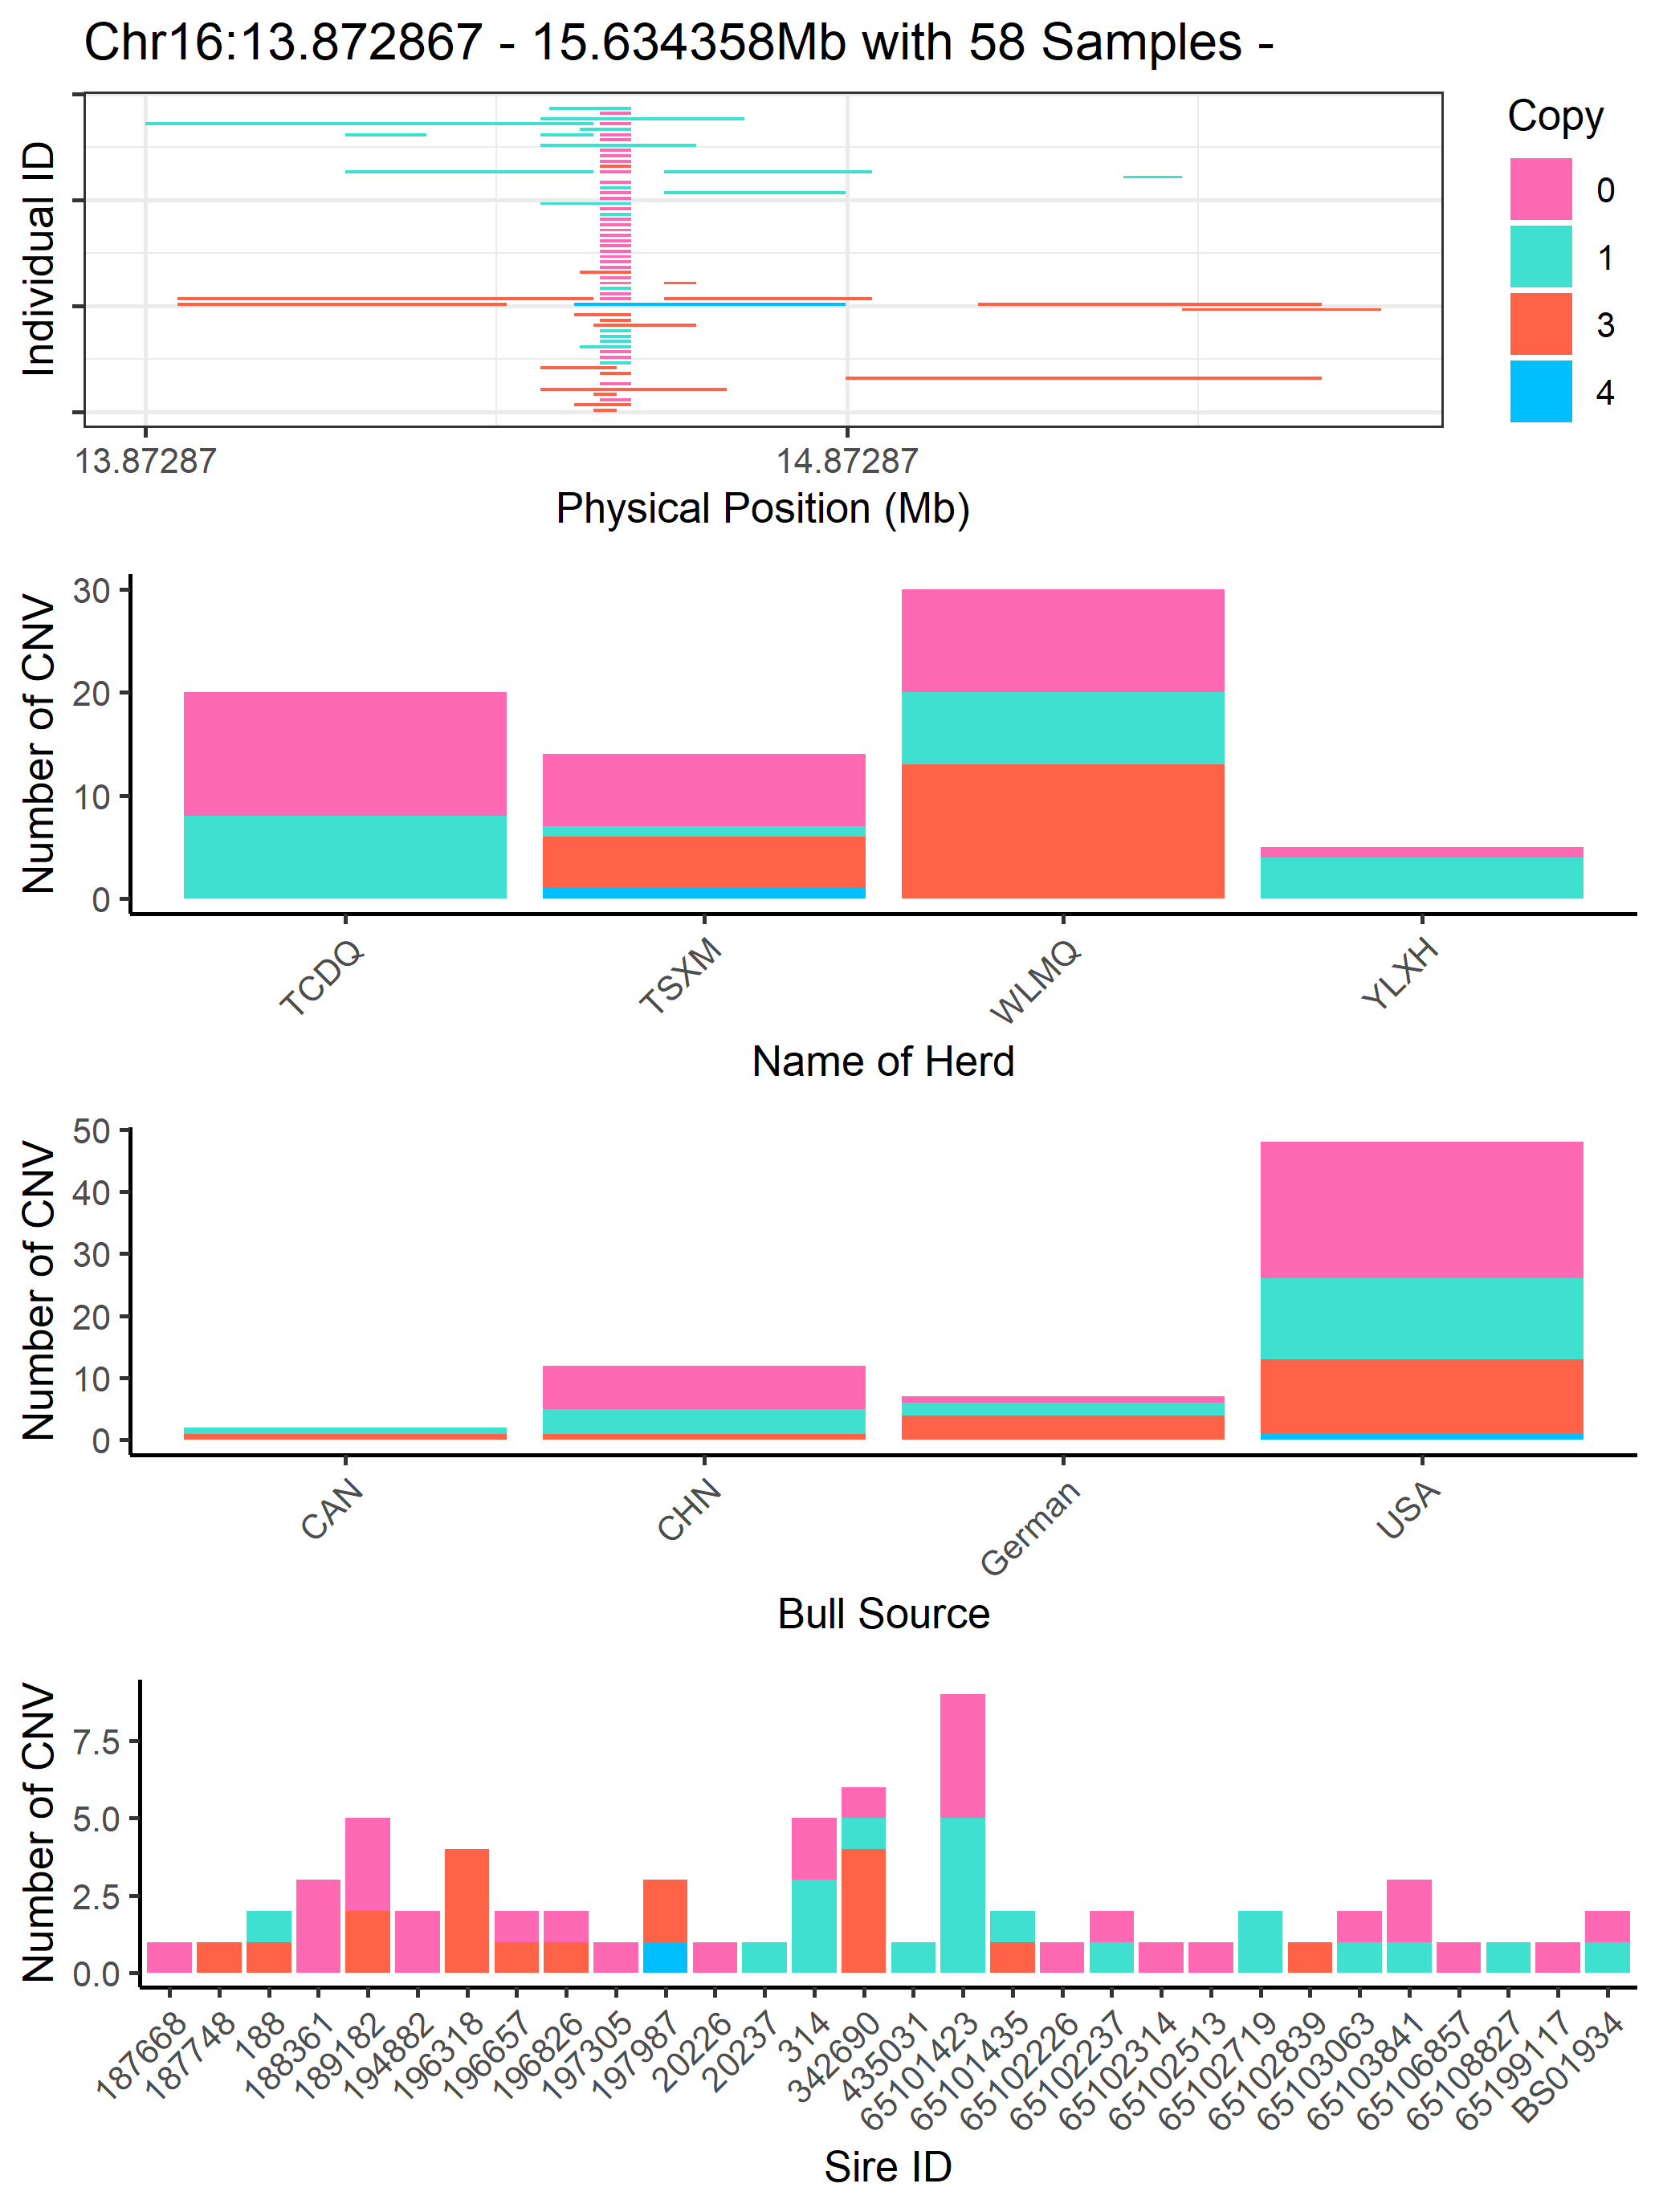 Chr16:13.872867 - 15.634358Mb with 58 Samples -
Individual ID
13.87287
14.87287
Physical Position (Mb)
Copy
0
1
3
4
Number of CNV
30
20
10
0
TCDQ
TSXM
WLMQ
YLXH
Name of Herd
Number of CNV
50
40
30
20
10
0
CAN
CHN
German
USA
Bull Source
Number of CNV
7.5
5.0
2.5
0.0
187668
187748
188
188361
189182
194882
196318
196657
196826
197305
197987
20226
20237
314
342690
435031
65101423
65101435
65102226
65102237
65102314
65102513
65102719
65102839
65103063
65103841
65106857
65108827
65199117
BS01934
Sire ID